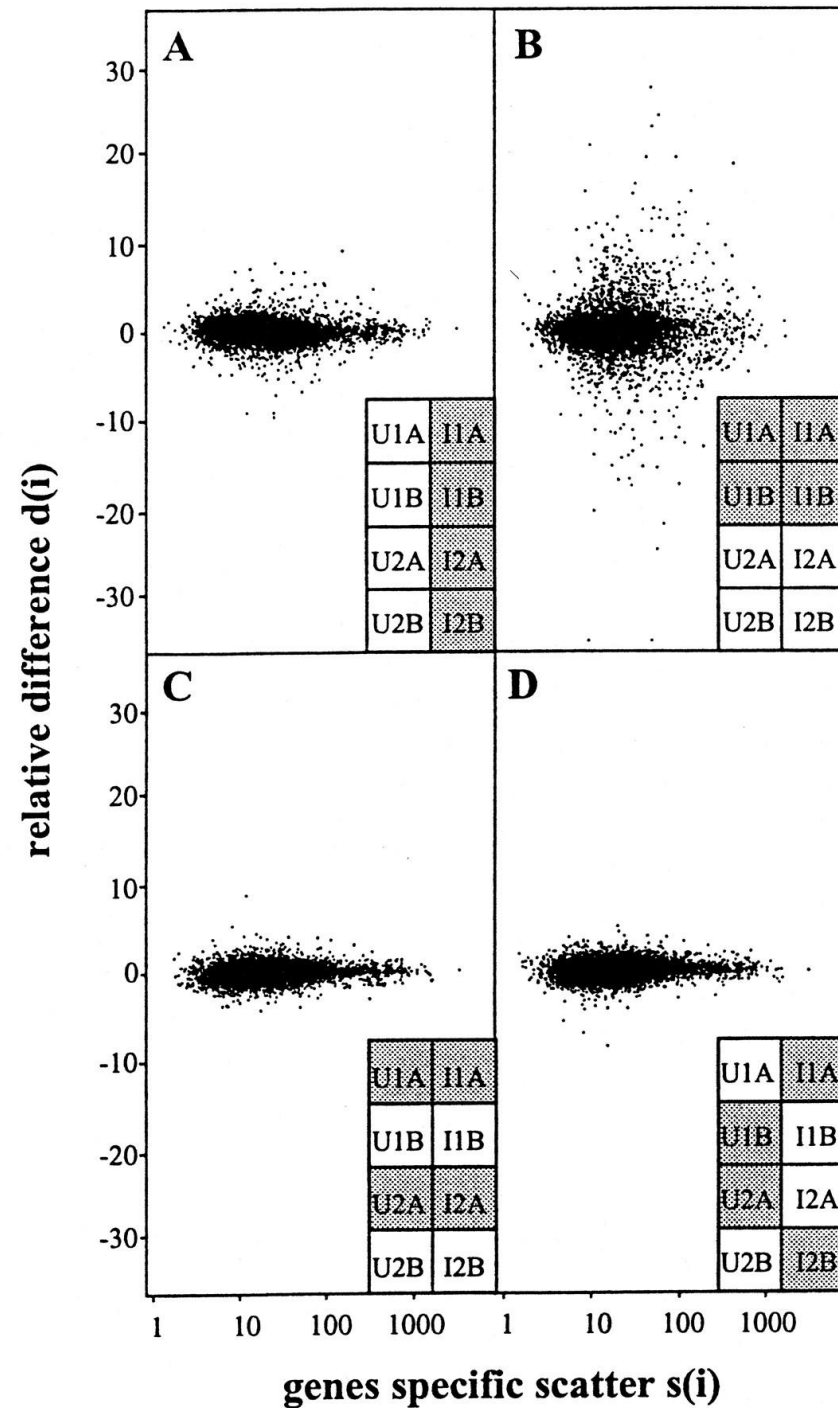 A
B
30
20
10
0
-10
-20
-30
U1A I1A
U1B I1B
U2A I2A
U2B I2B
U1A I1A
U1B I1B
U2A I2A
U2B I2B
relative difference d(i)
C
D
30
20
10
0
-10
-20
-30
U1A I1A
U1B I1B
U2A I2A
U2B I2B
U1A I1A
U1B I1B
U2A I2A
U2B I2B
1 10 100 1000 1 10 100 1000
genes specific scatter s(i)